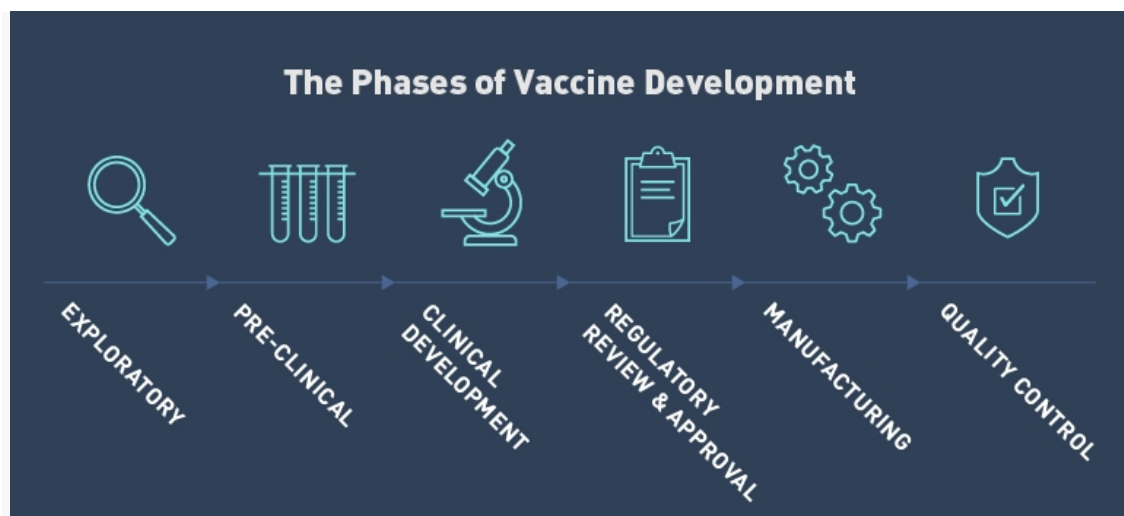 The Phases of Vaccine Development
EXPLORATORY
PRE-CLINICAL
CLINICAL
DEVELOPMENT
REGULATORY
REVIEW & APPROVAL
MANUFACTURING
QUALITY CONTROL